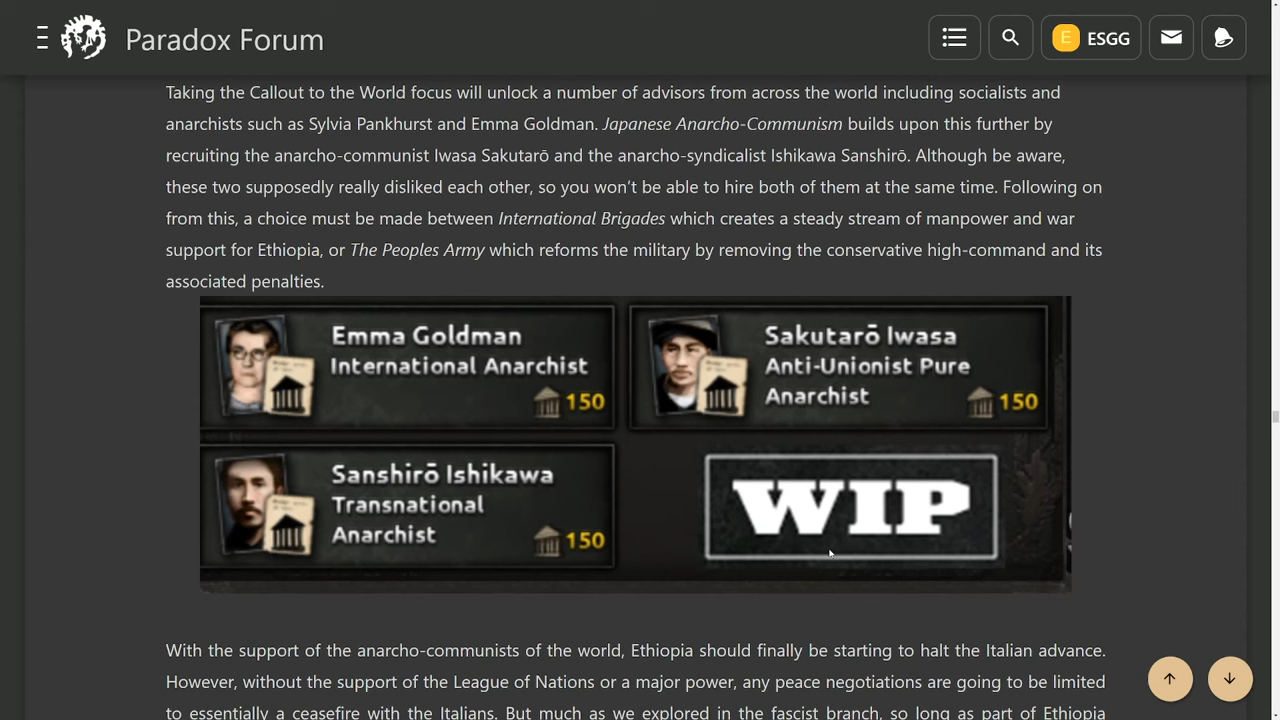 Paradox Forum
E ESGG
Taking the Callout to the World focus will unlock a number of advisors from across the world including socialists and
anarchists such as Sylvia Pankhurst and Emma Goldman. Japanese Anarcho-Communism builds upon this further by
recruiting the anarcho-communist Iwasa Sakutarō and the anarcho-syndicalist Ishikawa Sanshirō. Although be aware,
these two supposedly really disliked each other, so you won’t be able to hire both of them at the same time. Following on
from this, a choice must be made between International Brigades which creates a steady stream of manpower and war
support for Ethiopia, or The Peoples Army which reforms the military by removing the conservative high-command and its
associated penalties.
Emma Goldman
International Anarchist
150
Sakutarō Iwasa
Anti-Unionist Pure
Anarchist
150
Sanshirō Ishikawa
Transnational
Anarchist
150
WIP
With the support of the anarcho-communists of the world, Ethiopia should finally be starting to halt the Italian advance.
However, without the support of the League of Nations or a major power, any peace negotiations are going to be limited
to essentially a ceasefire with the Italians. But much as we explored in the fascist branch, so long as part of Ethiopia